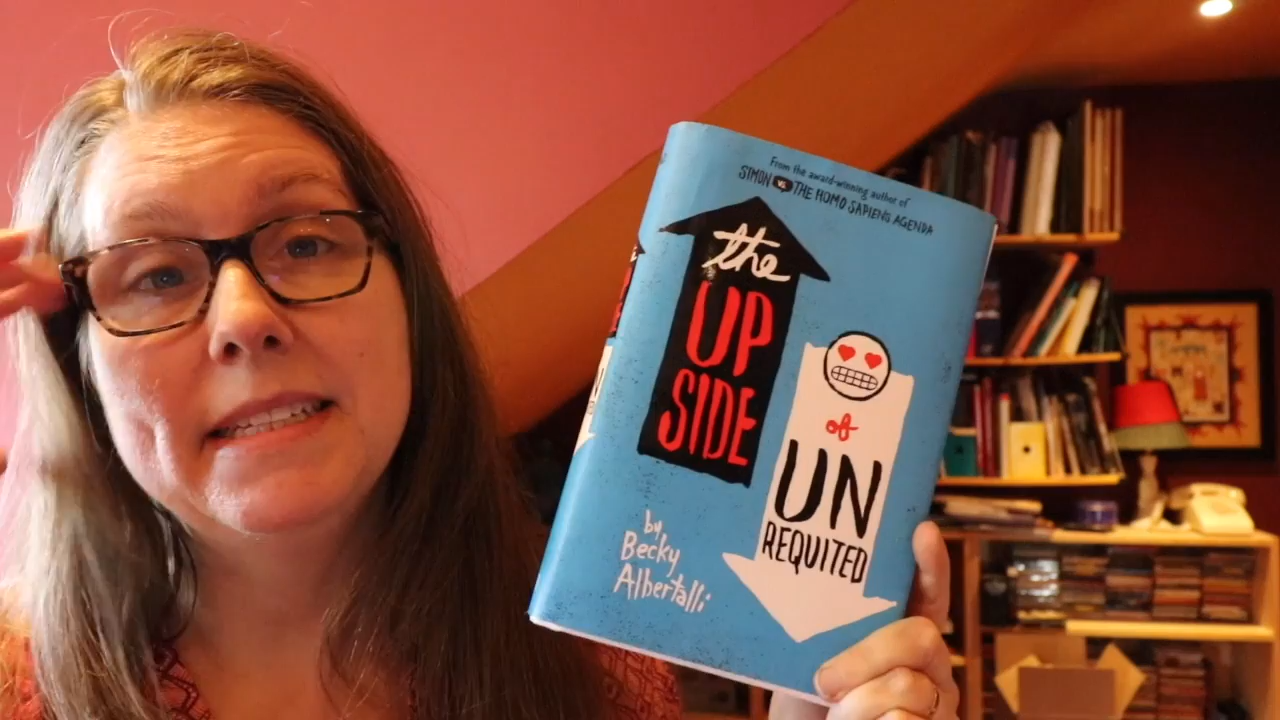 From the award-winning author of
SIMON VS. THE HOMO SAPIENS AGENDA
the
UP
SIDE
of
UN
REQUITED
by
Becky
Albertalli